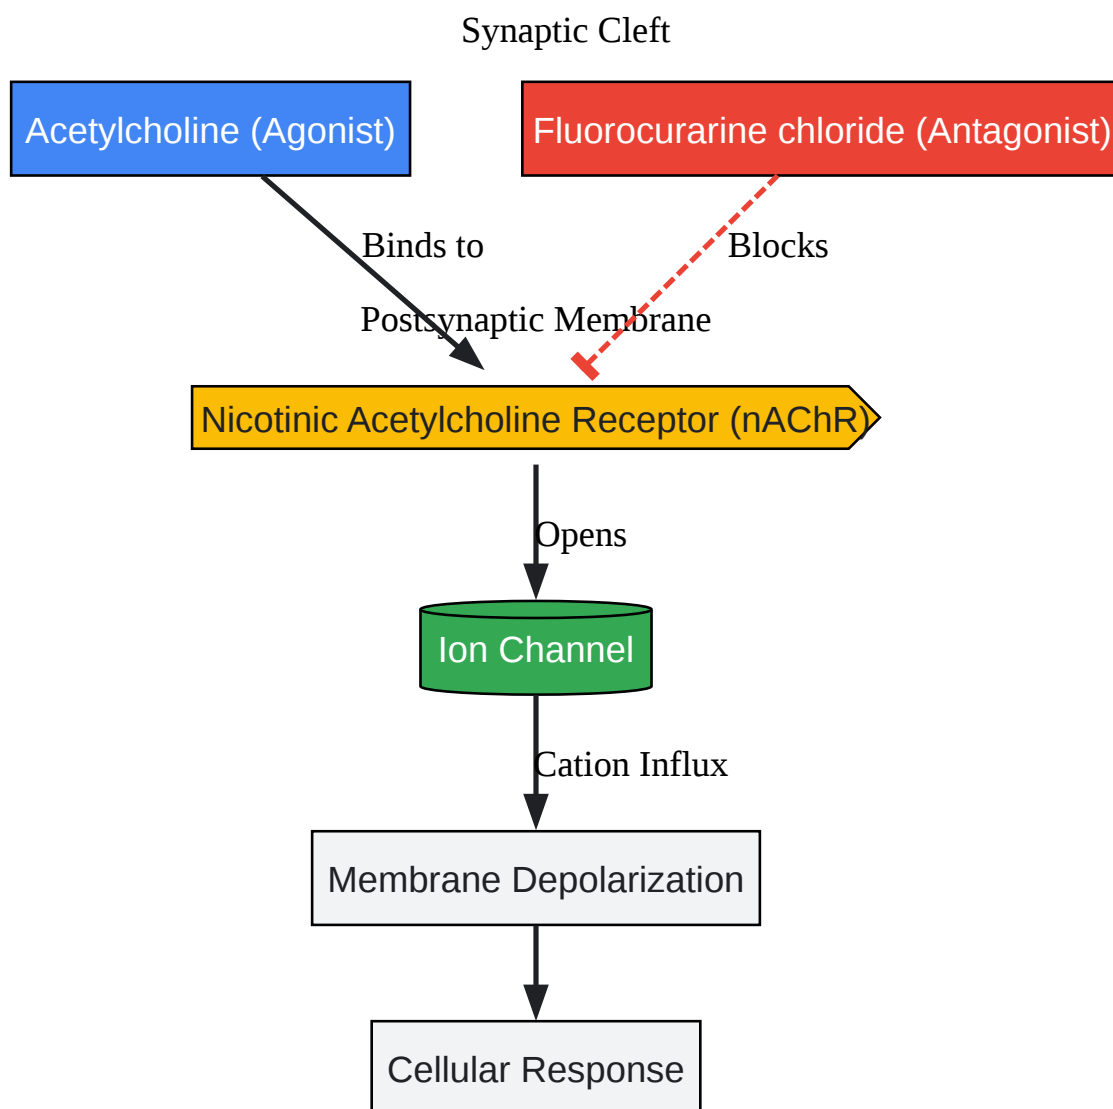 Synaptic Cleft
Acetylcholine (Agonist)
Fluorocurarine chloride (Antagonist)
Binds to
Blocks
Postsynaptic Membrane
Nicotinic Acetylcholine Receptor (nAChR)
Opens
Ion Channel
Cation Influx
Membrane Depolarization
Cellular Response